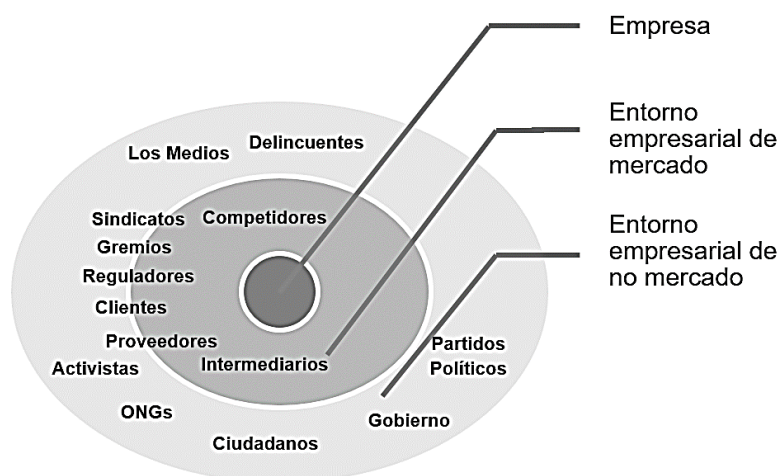 Empresa
Entorno
empresarial de
mercado
Entorno
empresarial de
no mercado
Delincuentes
Los Medios
Sindicatos
Competidores
Gremios
Reguladores
Clientes
Proveedores
Intermediarios
Activistas
Partidos
Políticos
ONGs
Gobierno
Ciudadanos